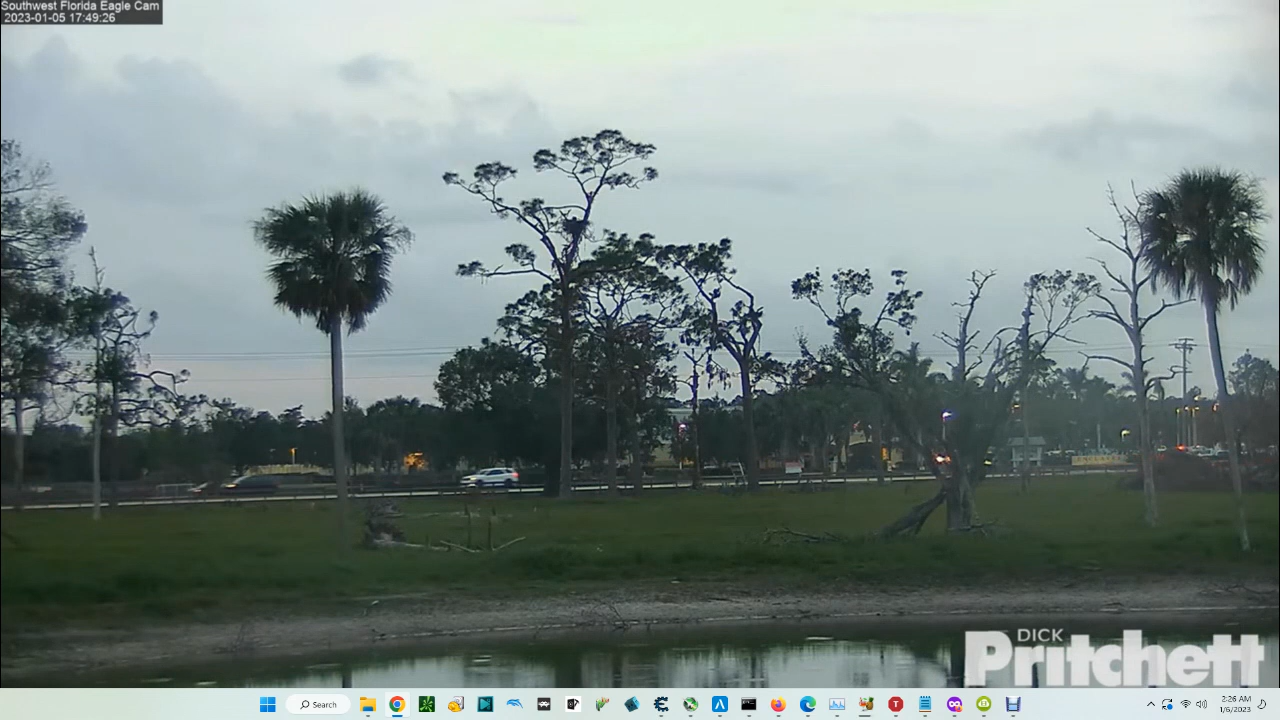 Southwest Florida Eagle Cam
2023-01-05 17:49:26
DICK
Pritchett
Search
2:26 AM
1/6/2023